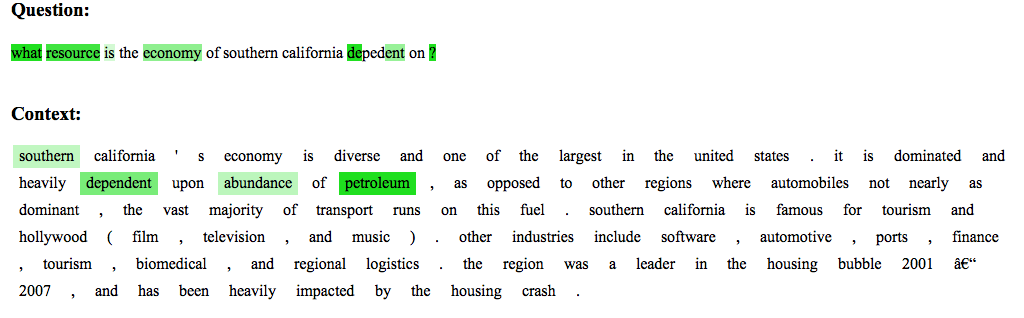 Question:
what resource is the economy of southern california depedent on ?
Context:
southern california ' s economy is diverse and one of the largest in the united states . it is dominated and
heavily dependent upon abundance of petroleum , as opposed to other regions where automobiles not nearly as
dominant , the vast majority of transport runs on this fuel . southern california is famous for tourism and
hollywood ( film , television , and music ) . other industries include software , automotive , ports , finance
, tourism , biomedical , and regional logistics . the region was a leader in the housing bubble 2001 â€“
2007 , and has been heavily impacted by the housing crash .